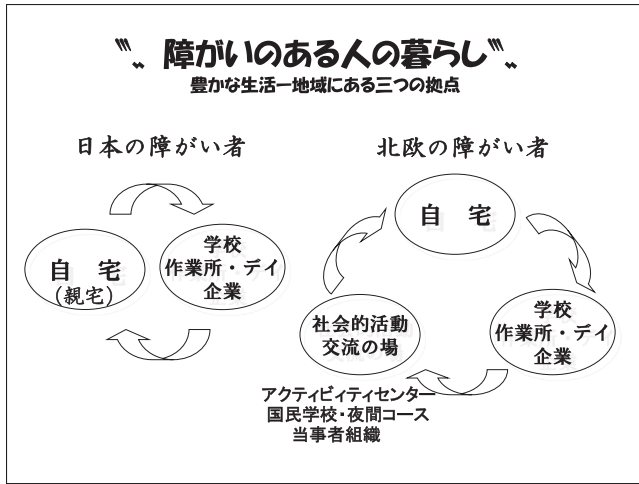 〝〟障がいのある人の暮らし〝〟
豊かな生活ー地域にある三つの拠点
日本の障がい者
自 宅
(親宅)
学校
作業所・デイ
企業
北欧の障がい者
自 宅
学校
作業所・デイ
企業
社会的活動
交流の場
アクティビィティセンター
国民学校・夜間コース
当事者組織